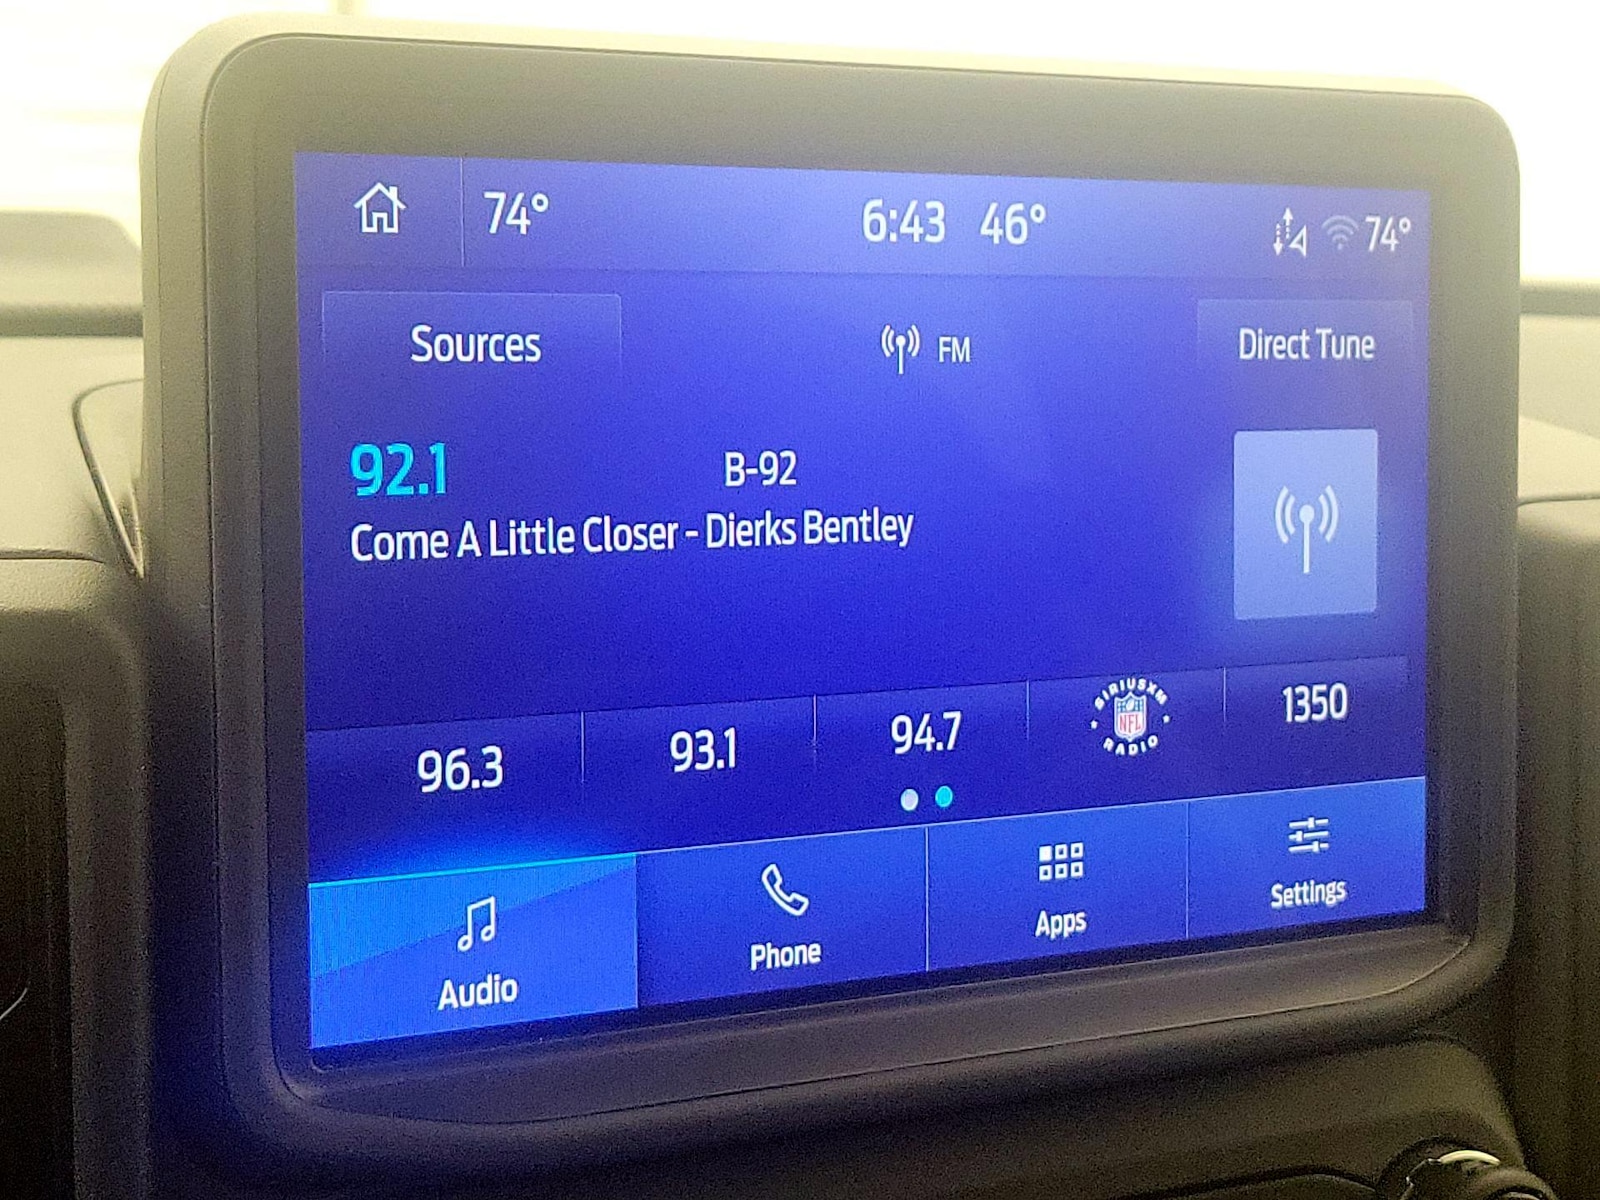 74° 6:43 46° 74°
Sources FM Direct Tune
92.1 B-92
Come A Little Closer - Dierks Bentley
96.3 93.1 94.7 SIRIUSXM NFL RADIO 1350
Audio Phone Apps Settings